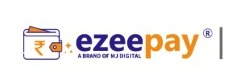 ₹
ezeepay®
A BRAND OF MJ DIGITAL